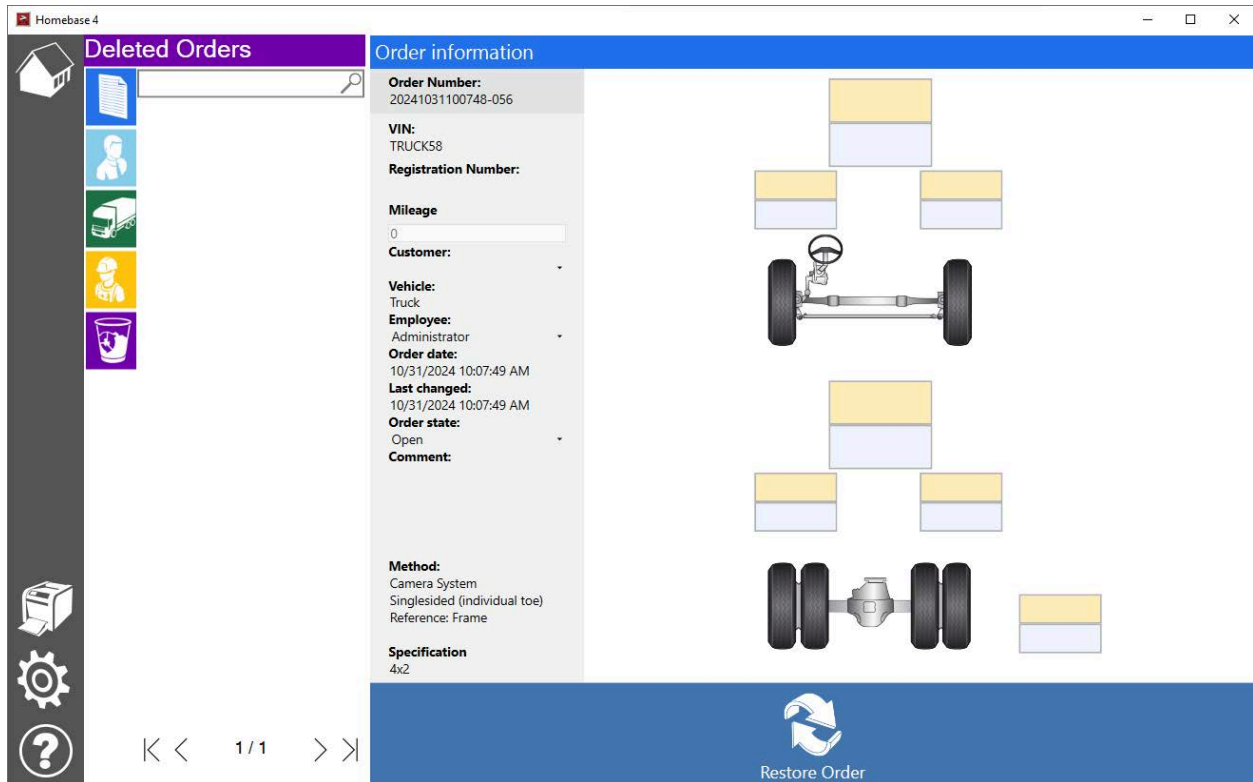 Homebase 4
Deleted Orders
Order information
Order Number:
20241031100748-056
VIN:
TRUCK58
Registration Number:
Mileage
0
Customer:
Vehicle:
Truck
Employee:
Administrator
Order date:
10/31/2024 10:07:49 AM
Last changed:
10/31/2024 10:07:49 AM
Order state:
Open
Comment:
Method:
Camera System
Singlesided (individual toe)
Reference: Frame
Specification
4x2
1 / 1
Restore Order